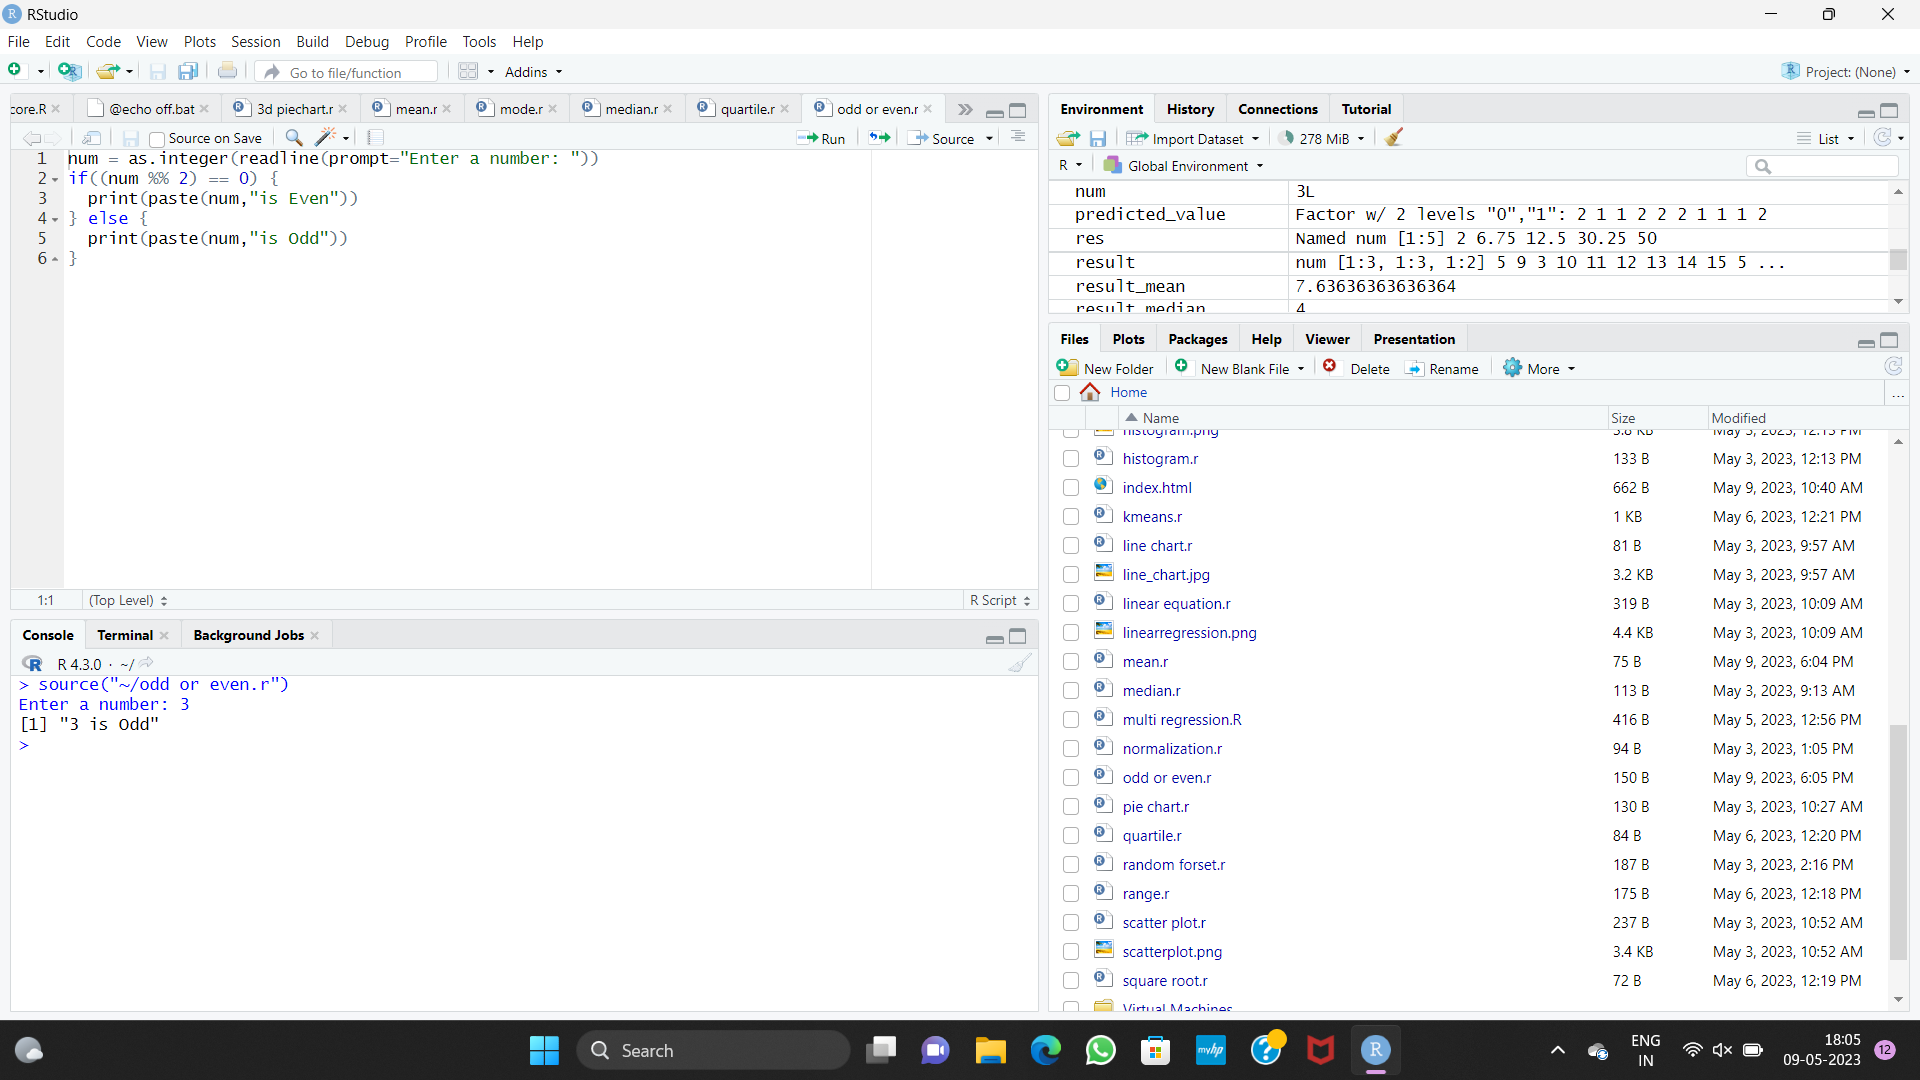 RStudio
File Edit Code View Plots Session Build Debug Profile Tools Help
Go to file/function Addins Project: (None)
core.R @echo off.bat 3d piechart.r mean.r mode.r median.r quartile.r odd or even.r
Source on Save Run Source
1 num = as.integer(readline(prompt="Enter a number: "))
2 if((num %% 2) == 0) {
3 print(paste(num,"is Even"))
4 } else {
5 print(paste(num,"is Odd"))
6 }
1:1 (Top Level) R Script
Console Terminal Background Jobs
R 4.3.0 · ~/
> source("~/odd or even.r")
Enter a number: 3
[1] "3 is Odd"
>
Environment History Connections Tutorial
Import Dataset 278 MiB List
R Global Environment
num 3L
predicted_value Factor w/ 2 levels "0","1": 2 1 1 2 2 2 1 1 1 2
res Named num [1:5] 2 6.75 12.5 30.25 50
result num [1:3, 1:3, 1:2] 5 9 3 10 11 12 13 14 15 5 ...
result_mean 7.63636363636364
result_median 4
Files Plots Packages Help Viewer Presentation
New Folder New Blank File Delete Rename More
Home ...
Name Size Modified
histogram.png 3.8 KB May 3, 2023, 12:13 PM
histogram.r 133 B May 3, 2023, 12:13 PM
index.html 662 B May 9, 2023, 10:40 AM
kmeans.r 1 KB May 6, 2023, 12:21 PM
line chart.r 81 B May 3, 2023, 9:57 AM
line_chart.jpg 3.2 KB May 3, 2023, 9:57 AM
linear equation.r 319 B May 3, 2023, 10:09 AM
linearregression.png 4.4 KB May 3, 2023, 10:09 AM
mean.r 75 B May 9, 2023, 6:04 PM
median.r 113 B May 3, 2023, 9:13 AM
multi regression.R 416 B May 5, 2023, 12:56 PM
normalization.r 94 B May 3, 2023, 1:05 PM
odd or even.r 150 B May 9, 2023, 6:05 PM
pie chart.r 130 B May 3, 2023, 10:27 AM
quartile.r 84 B May 6, 2023, 12:20 PM
random forset.r 187 B May 3, 2023, 2:16 PM
range.r 175 B May 6, 2023, 12:18 PM
scatter plot.r 237 B May 3, 2023, 10:52 AM
scatterplot.png 3.4 KB May 3, 2023, 10:52 AM
square root.r 72 B May 6, 2023, 12:19 PM
Virtual Machines
Search myhp R ENG 18:05
IN 09-05-2023 12